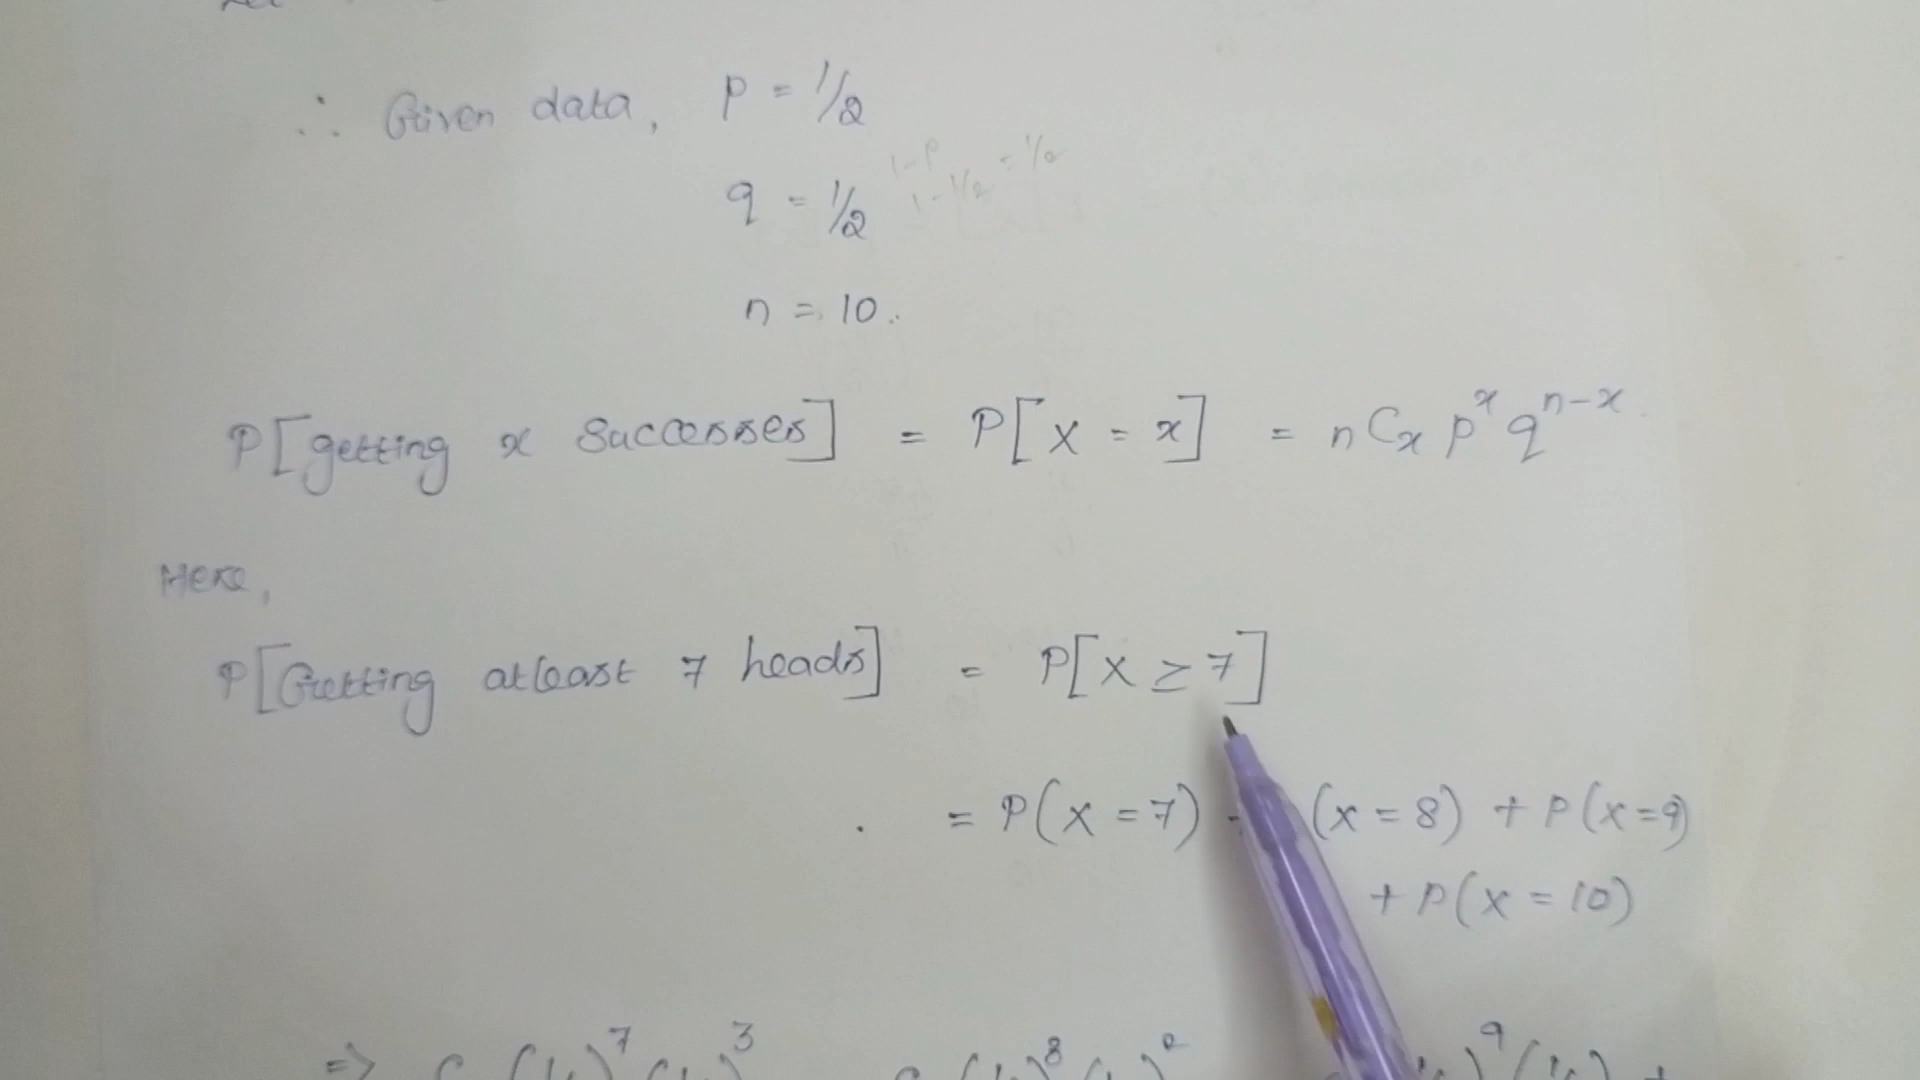 ∴ Given data, p = 1/2
1-p
q = 1/2 1-1/2 = 1/2
n = 10.
P[getting x successes] = P[X = x] = nCx p^x q^n-x
Here,
P[Getting atleast 7 heads] = P[X ≥ 7]
= P(X = 7) (X = 8) + P(X = 9)
+ P(X = 10)